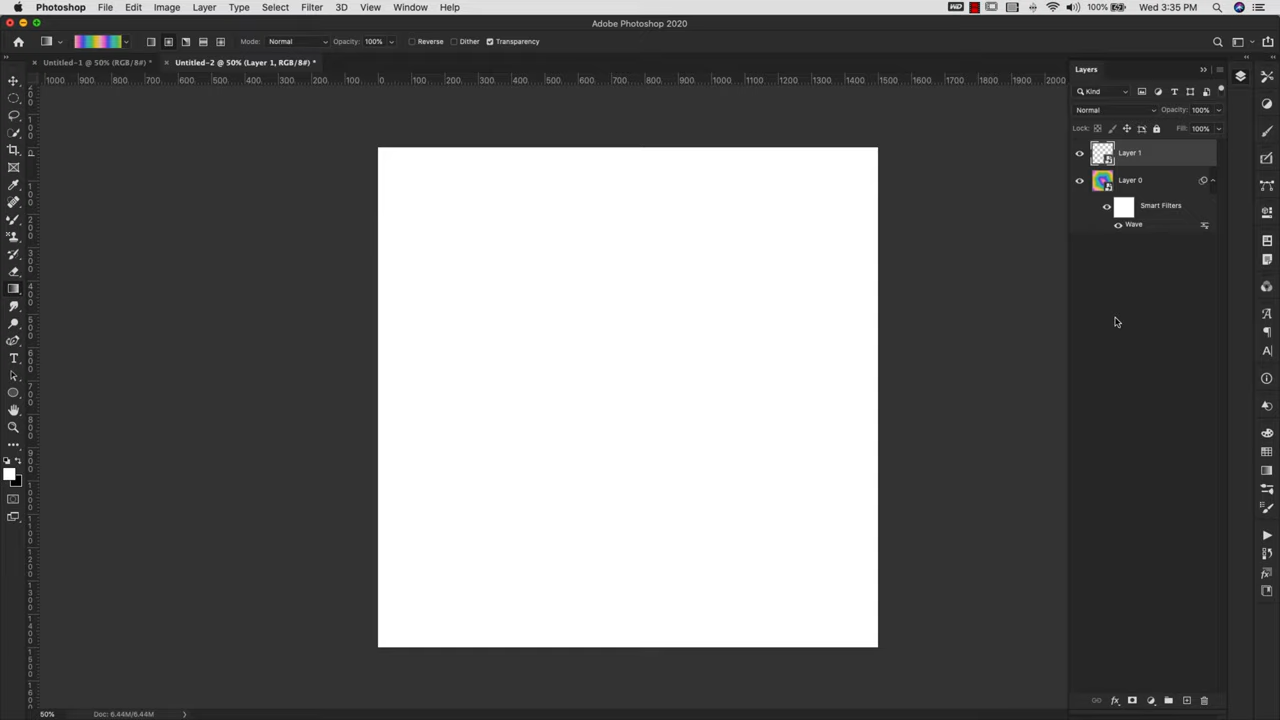 Photoshop File Edit Image Layer Type Select Filter 3D View Window Help 100% Wed 3:35 PM
Adobe Photoshop 2020
Mode: Normal Opacity: 100% Reverse Dither Transparency
Untitled-1 @ 50% (RGB/8#) * Untitled-2 @ 50% (Layer 1, RGB/8#) *
1000 900 800 700 600 500 400 300 200 100 0 100 200 300 400 500 600 700 800 900 1000 1100 1200 1300 1400 1500 1600 1700 1800 1900 2000
Layers
Kind
Normal Opacity: 100%
Lock: Fill: 100%
Layer 1
Layer 0
Smart Filters
Wave
50% Doc: 6.44M/6.44M